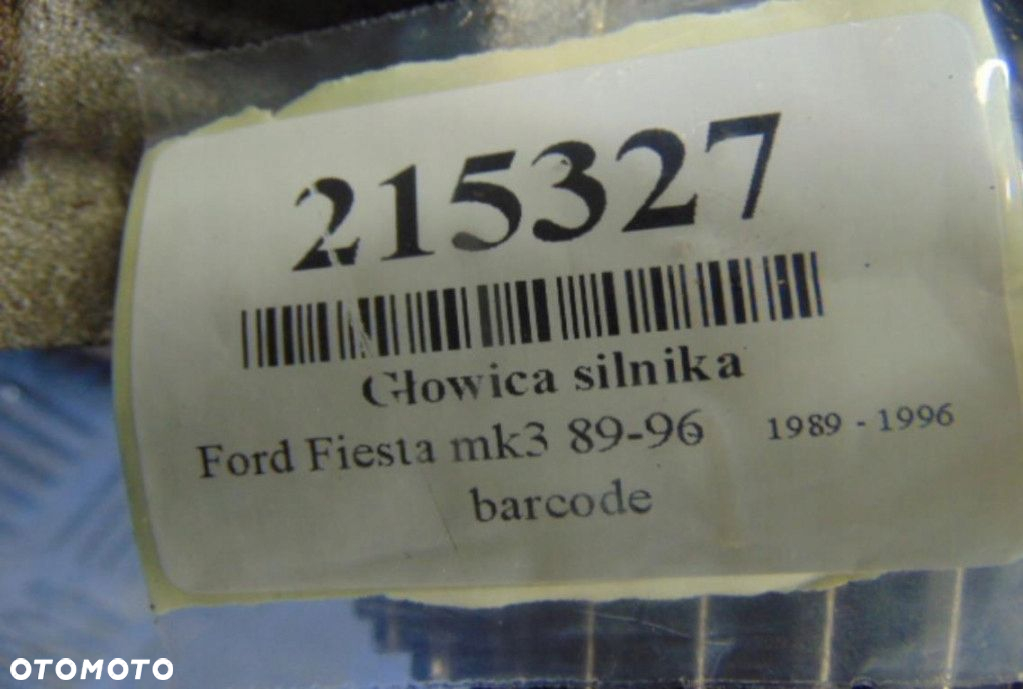 215327
Głowica silnika
Ford Fiesta mk3 89-96 1989 - 1996
barcode
OTOMOTO